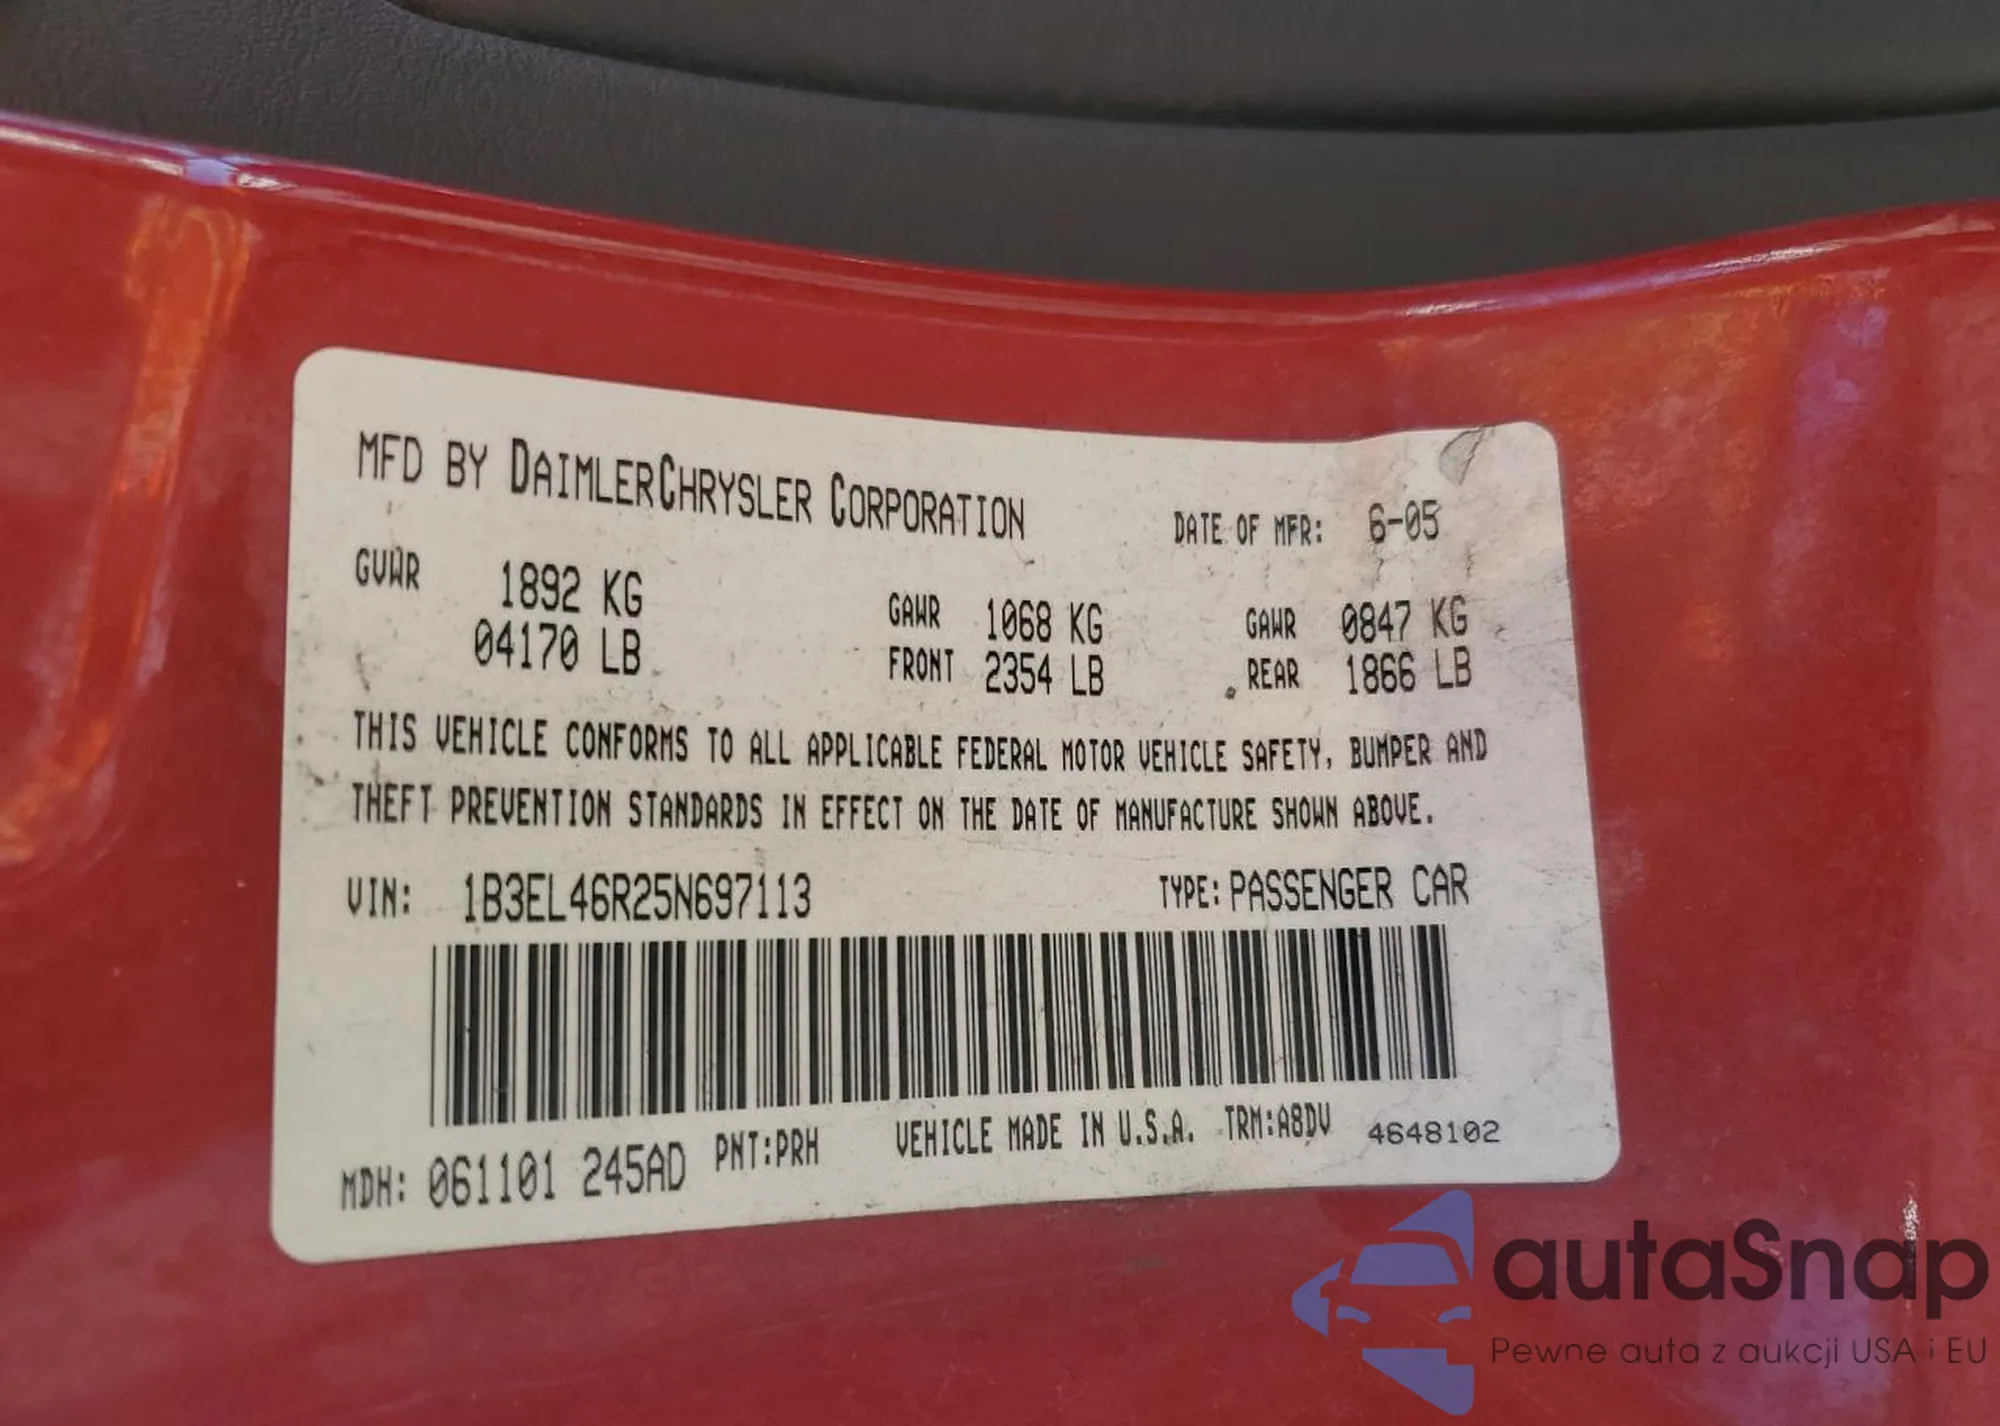 MFD BY DAIMLERCHRYSLER CORPORATION DATE OF MFR: 6-05
GVWR 1892 KG GAWR 1068 KG GAWR 0847 KG
04170 LB FRONT 2354 LB REAR 1866 LB
THIS VEHICLE CONFORMS TO ALL APPLICABLE FEDERAL MOTOR VEHICLE SAFETY, BUMPER AND
THEFT PREVENTION STANDARDS IN EFFECT ON THE DATE OF MANUFACTURE SHOWN ABOVE.
VIN: 1B3EL46R25N697113 TYPE: PASSENGER CAR
MDH: 061101 245AD PNT:PRH VEHICLE MADE IN U.S.A. TRM:A8DV 4648102
autaSnap
Pewne auta z aukcji USA i EU